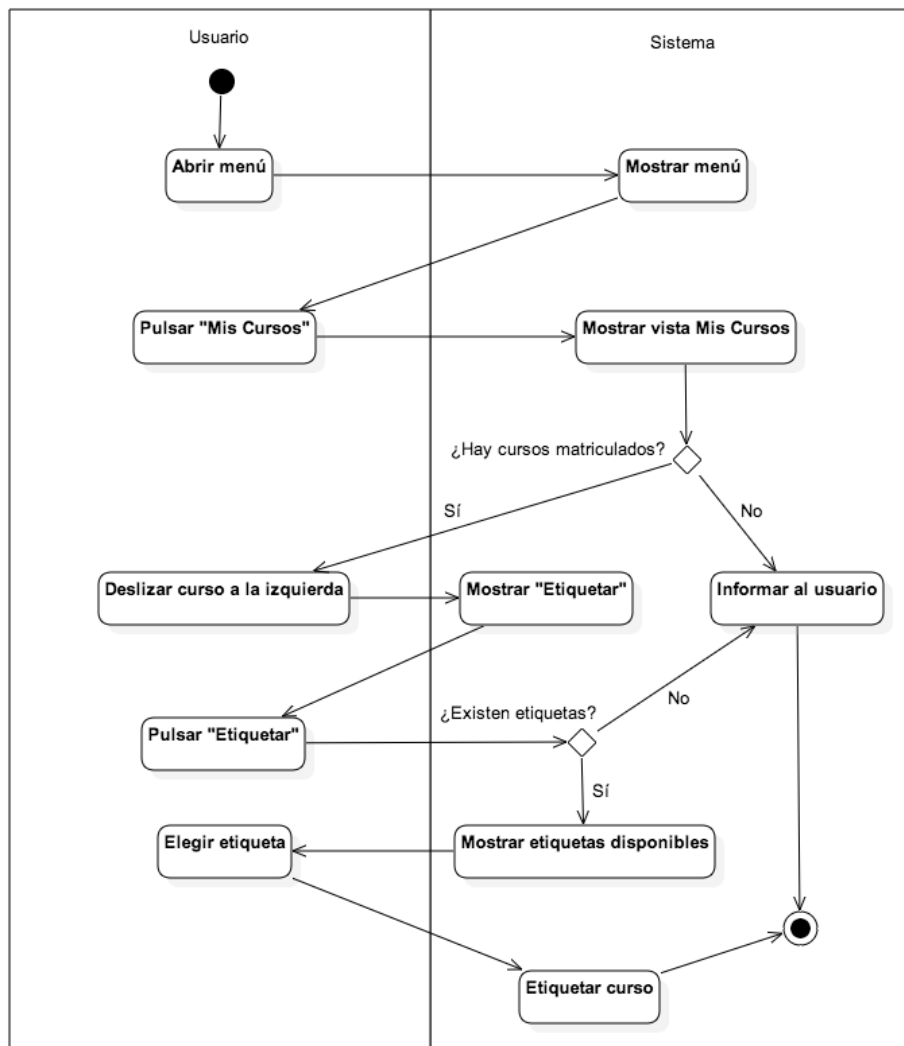 Usuario
Sistema
Abrir menú
Mostrar menú
Pulsar "Mis Cursos"
Mostrar vista Mis Cursos
¿Hay cursos matriculados?
Sí
No
Deslizar curso a la izquierda
Mostrar "Etiquetar"
Informar al usuario
¿Existen etiquetas?
No
Pulsar "Etiquetar"
Sí
Elegir etiqueta
Mostrar etiquetas disponibles
Etiquetar curso